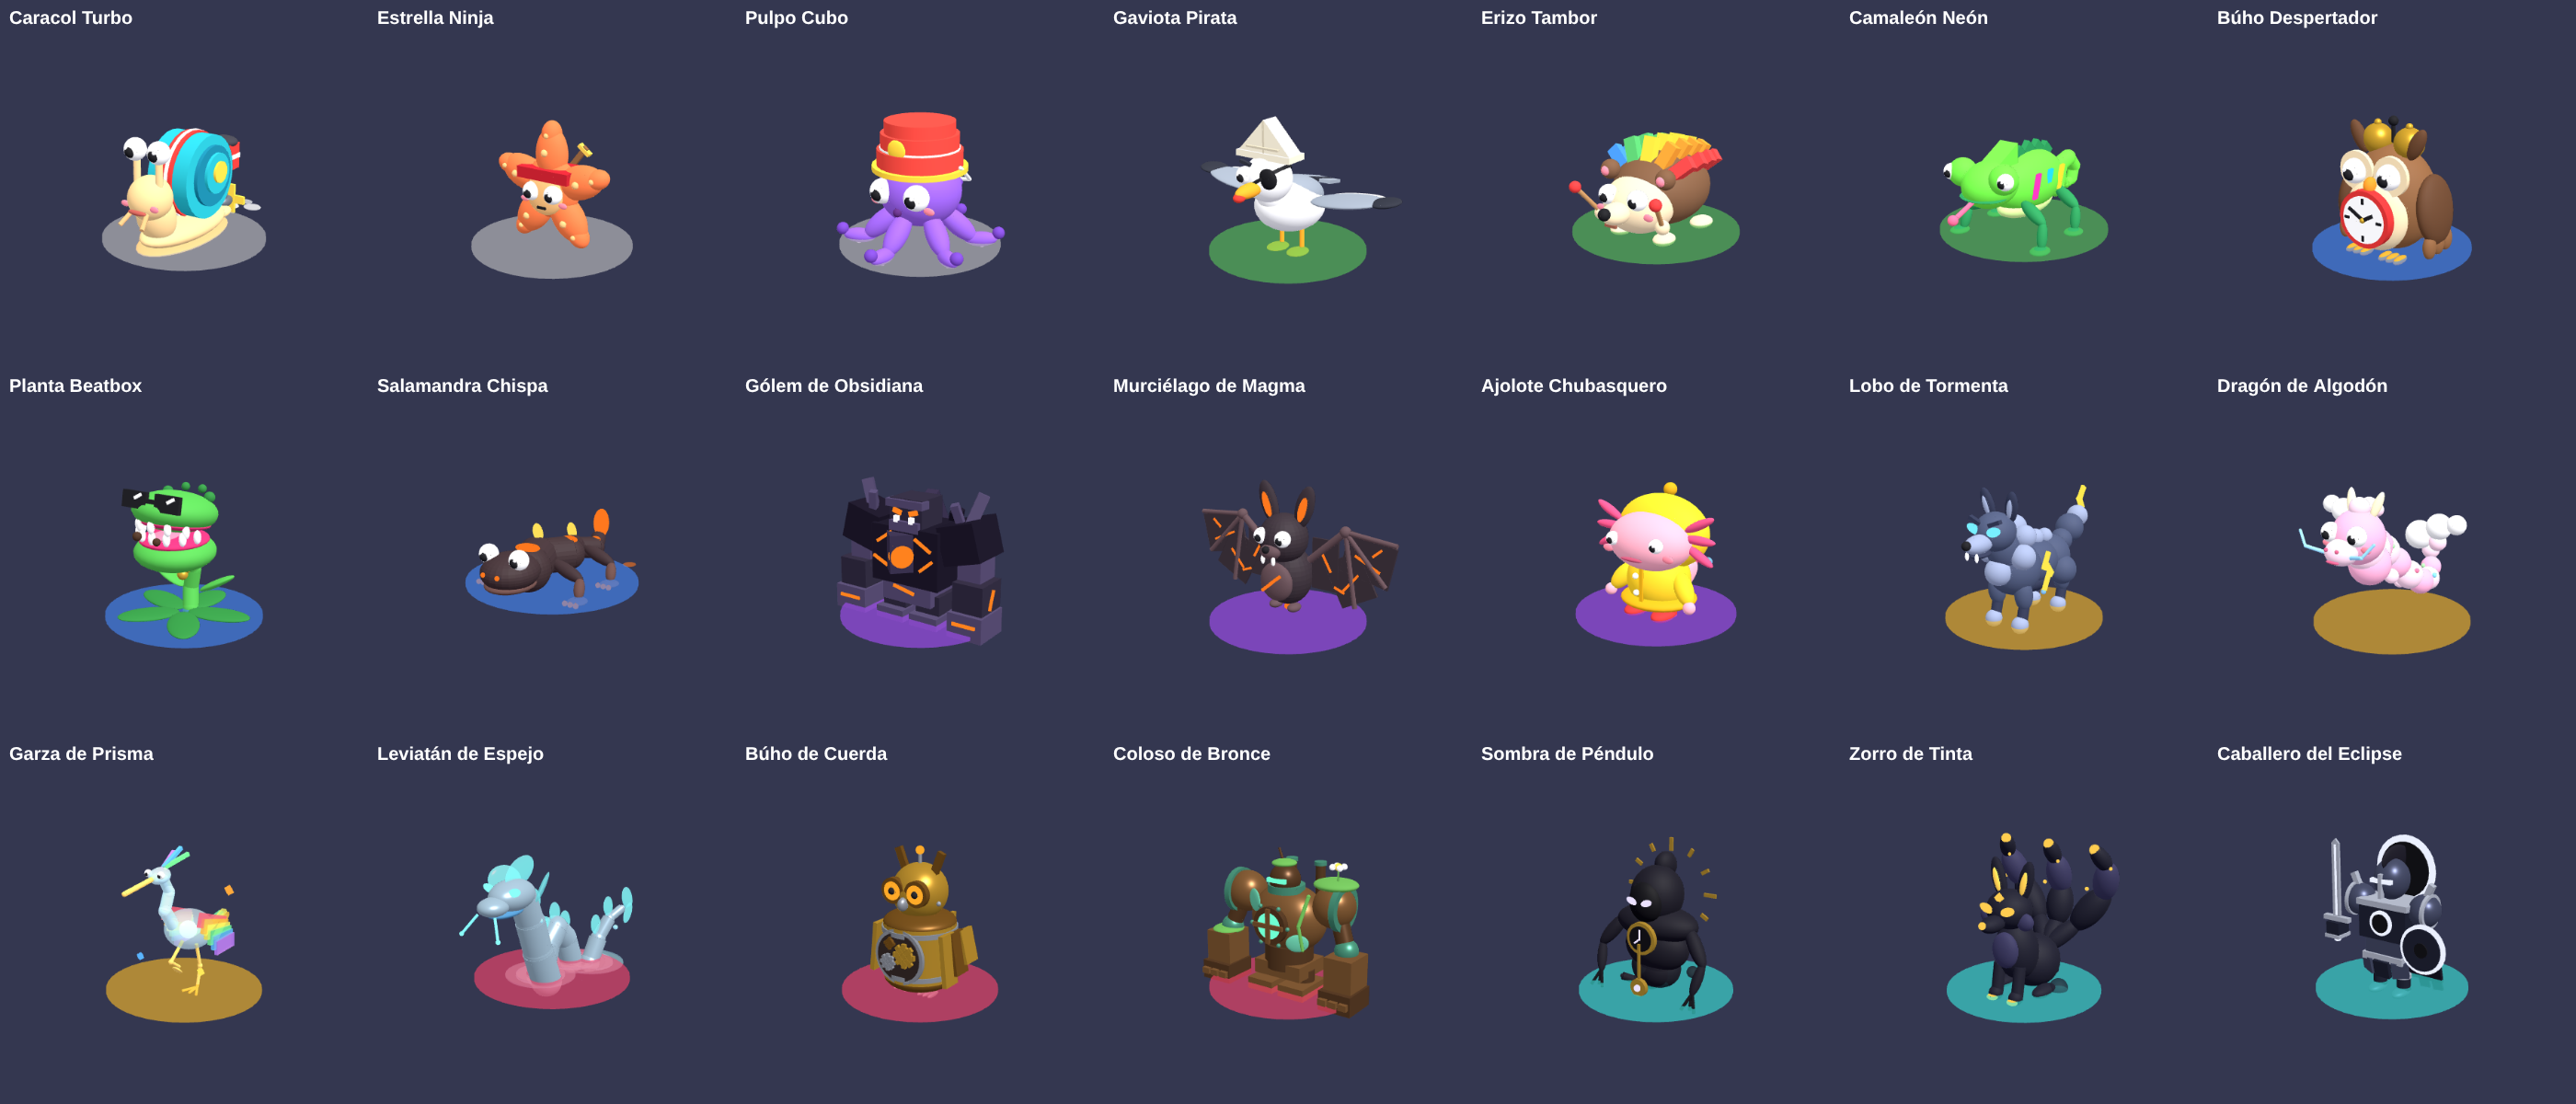 Caracol Turbo
Estrella Ninja
Pulpo Cubo
Gaviota Pirata
Erizo Tambor
Camaleón Neón
Búho Despertador
Planta Beatbox
Salamandra Chispa
Gólem de Obsidiana
Murciélago de Magma
Ajolote Chubasquero
Lobo de Tormenta
Dragón de Algodón
Garza de Prisma
Leviatán de Espejo
Búho de Cuerda
Coloso de Bronce
Sombra de Péndulo
Zorro de Tinta
Caballero del Eclipse